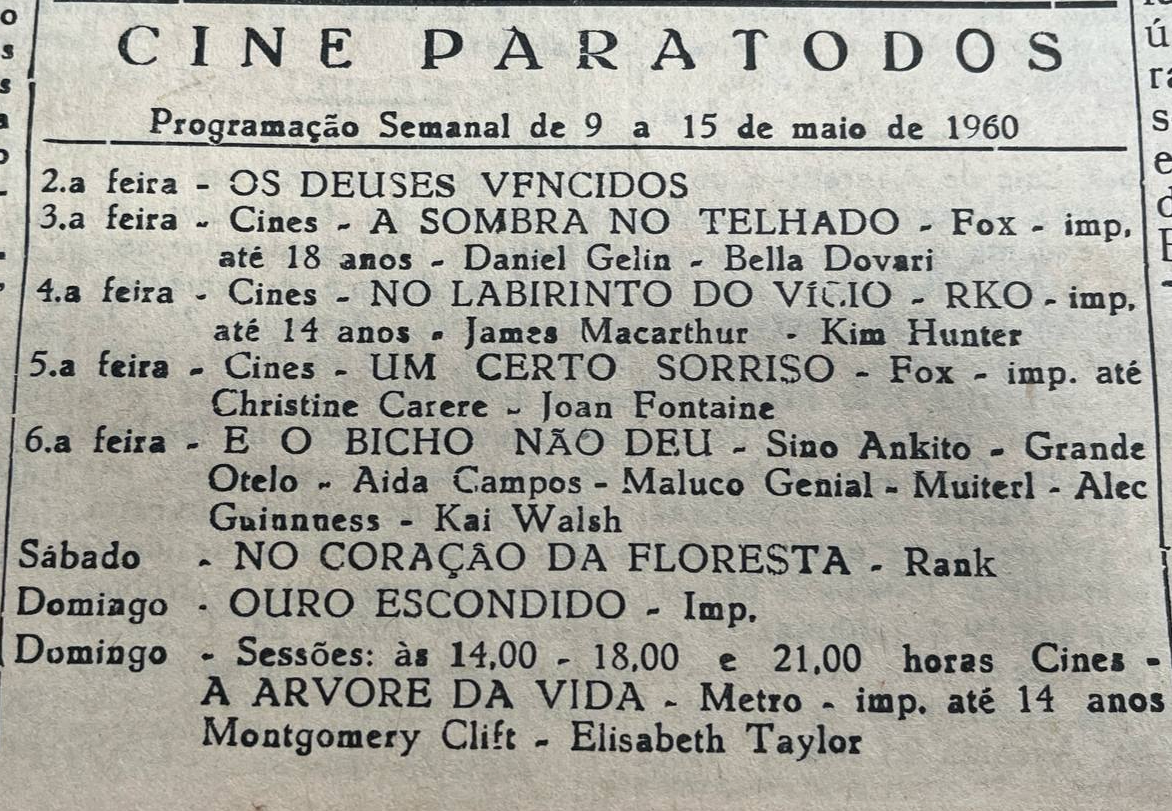 CINE PARATODOS
Programação Semanal de 9 a 15 de maio de 1960
2.a feira - OS DEUSES VFNCIDOS
3.a feira - Cines - A SOMBRA NO TELHADO - Fox - imp.
até 18 anos - Daniel Gelin - Bella Dovari
4.a feira - Cines - NO LABIRINTO DO VíCIO - RKO - imp.
até 14 anos - James Macarthur - Kim Hunter
5.a feira - Cines - UM CERTO SORRISO - Fox - imp. até
Christine Carere - Joan Fontaine
6.a feira - E O BICHO NÃO DEU - Sino Ankito - Grande
Otelo - Aida Campos - Maluco Genial - Muiterl - Alec
Guinnness - Kai Walsh
Sábado - NO CORAÇÂO DA FLORESTA - Rank
Domingo - OURO ESCONDIDO - Imp.
Domingo - Sessões: às 14,00 - 18,00 e 21,00 horas Cines -
A ARVORE DA VIDA - Metro - imp. até 14 anos
Montgomery Clift - Elisabeth Taylor